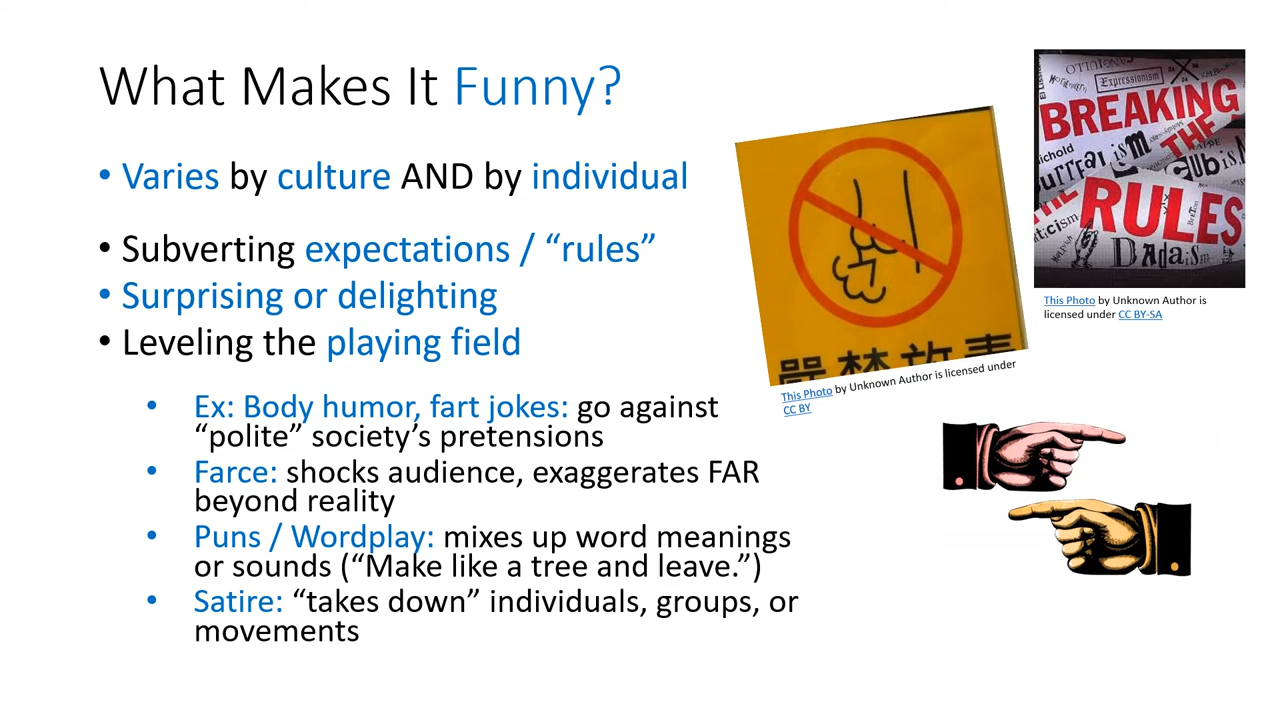 What Makes It Funny?
• Varies by culture AND by individual
• Subverting expectations / “rules”
• Surprising or delighting
• Leveling the playing field
• Ex: Body humor, fart jokes: go against
“polite” society’s pretensions
• Farce: shocks audience, exaggerates FAR
beyond reality
• Puns / Wordplay: mixes up word meanings
or sounds (“Make like a tree and leave.”)
• Satire: “takes down” individuals, groups, or
movements
嚴禁放毒
This Photo by Unknown Author is licensed under
CC BY
Expressionism
BREAKING
THE
RULES
Dadaism
This Photo by Unknown Author is
licensed under CC BY-SA